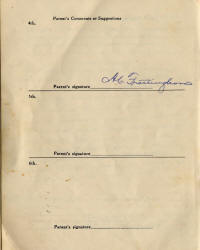 Parent's Comments or Suggestions
4th.
Parent's signature
5th.
Parent's signature
6th.
Parent's signature